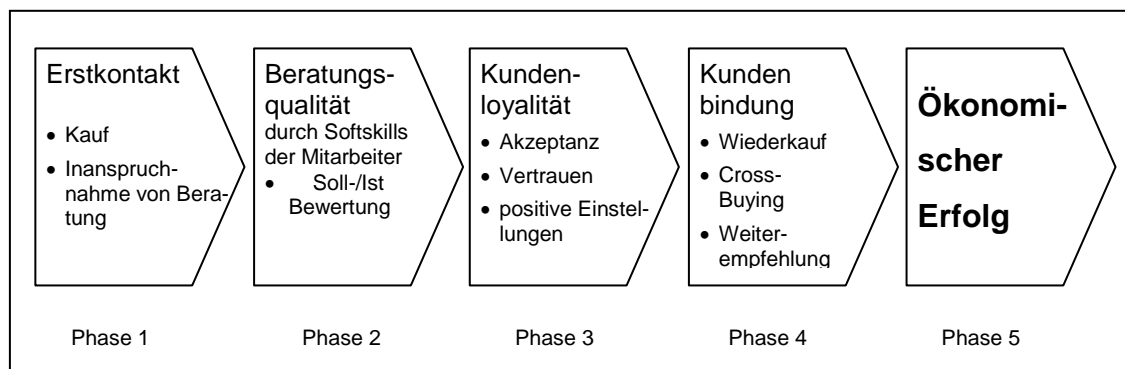 Erstkontakt
• Kauf
• Inanspruch-
nahme von Bera-
tung
Beratungs-
qualität
durch Softskills
der Mitarbeiter
• Soll-/Ist
Bewertung
Kunden-
loyalität
• Akzeptanz
• Vertrauen
• positive Einstel-
lungen
Kunden
bindung
• Wiederkauf
• Cross-
Buying
• Weiter-
empfehlung
Ökonomi-
scher
Erfolg
Phase 1
Phase 2
Phase 3
Phase 4
Phase 5